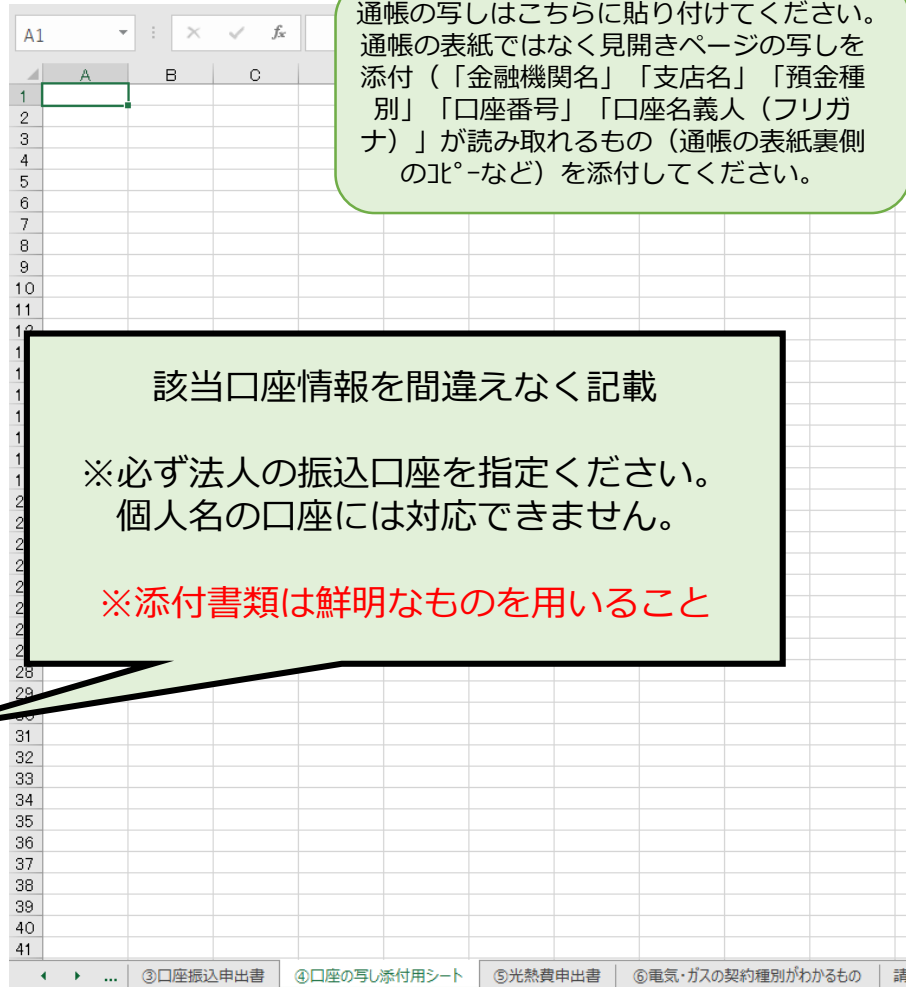 A1
fx
A B C
通帳の写しはこちらに貼り付けてください。
通帳の表紙ではなく見開きページの写しを
添付（「金融機関名」「支店名」「預金種
別」「口座番号」「口座名義人（フリガ
ナ）」が読み取れるもの（通帳の表紙裏側
のｺﾋﾟｰなど）を添付してください。
1
2
3
4
5
6
7
8
9
10
11
該当口座情報を間違えなく記載
※必ず法人の振込口座を指定ください。
個人名の口座には対応できません。
※添付書類は鮮明なものを用いること
28
29
31
32
33
34
35
36
37
38
39
40
41
... ③口座振込申出書 ④口座の写し添付用シート ⑤光熱費申出書 ⑥電気・ガスの契約種別がわかるもの